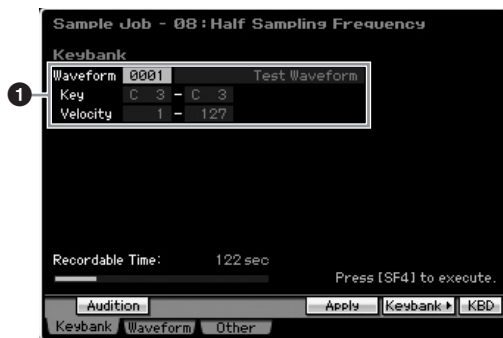 Sample Job - 08 : Half Sampling Frequency
Keybank
Waveform 0001 Test Waveform
1 Key C 3 - C 3
Velocity 1 - 127
Recordable Time: 122 sec
Press [SF4] to execute.
Audition Apply Keybank KBD
Keybank Waveform Other